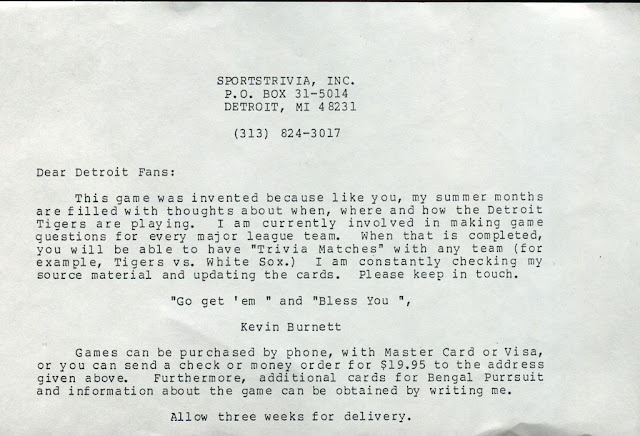 SPORTSTRIVIA, INC.
P.O. BOX 31-5014
DETROIT, MI 48231
(313) 824-3017
Dear Detroit Fans:
This game was invented because like you, my summer months
are filled with thoughts about when, where and how the Detroit
Tigers are playing. I am currently involved in making game
questions for every major league team. When that is completed,
you will be able to have "Trivia Matches" with any team (for
example, Tigers vs. White Sox.) I am constantly checking my
source material and updating the cards. Please keep in touch.
"Go get 'em " and "Bless You ",
Kevin Burnett
Games can be purchased by phone, with Master Card or Visa,
or you can send a check or money order for $19.95 to the address
given above. Furthermore, additional cards for Bengal Purrsuit
and information about the game can be obtained by writing me.
Allow three weeks for delivery.